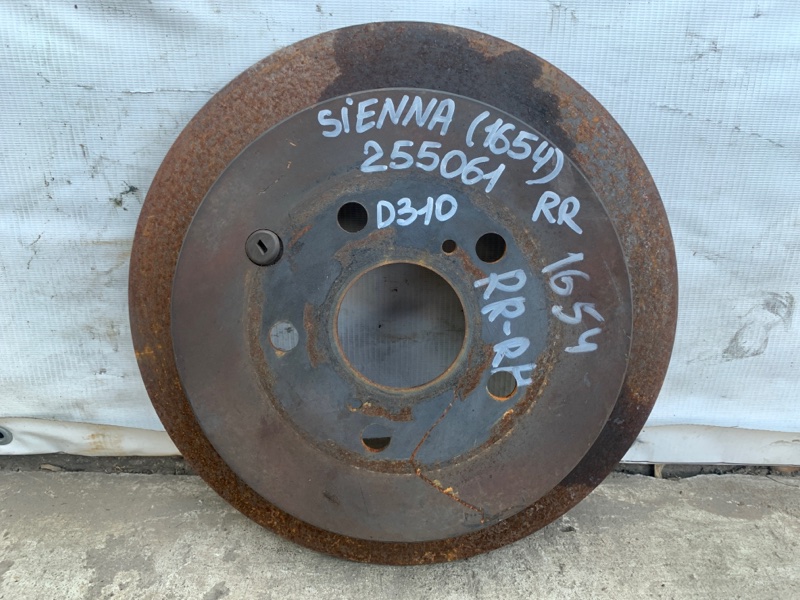 SiENNA (1654)
255061 RR
D310
1654
RR-RH